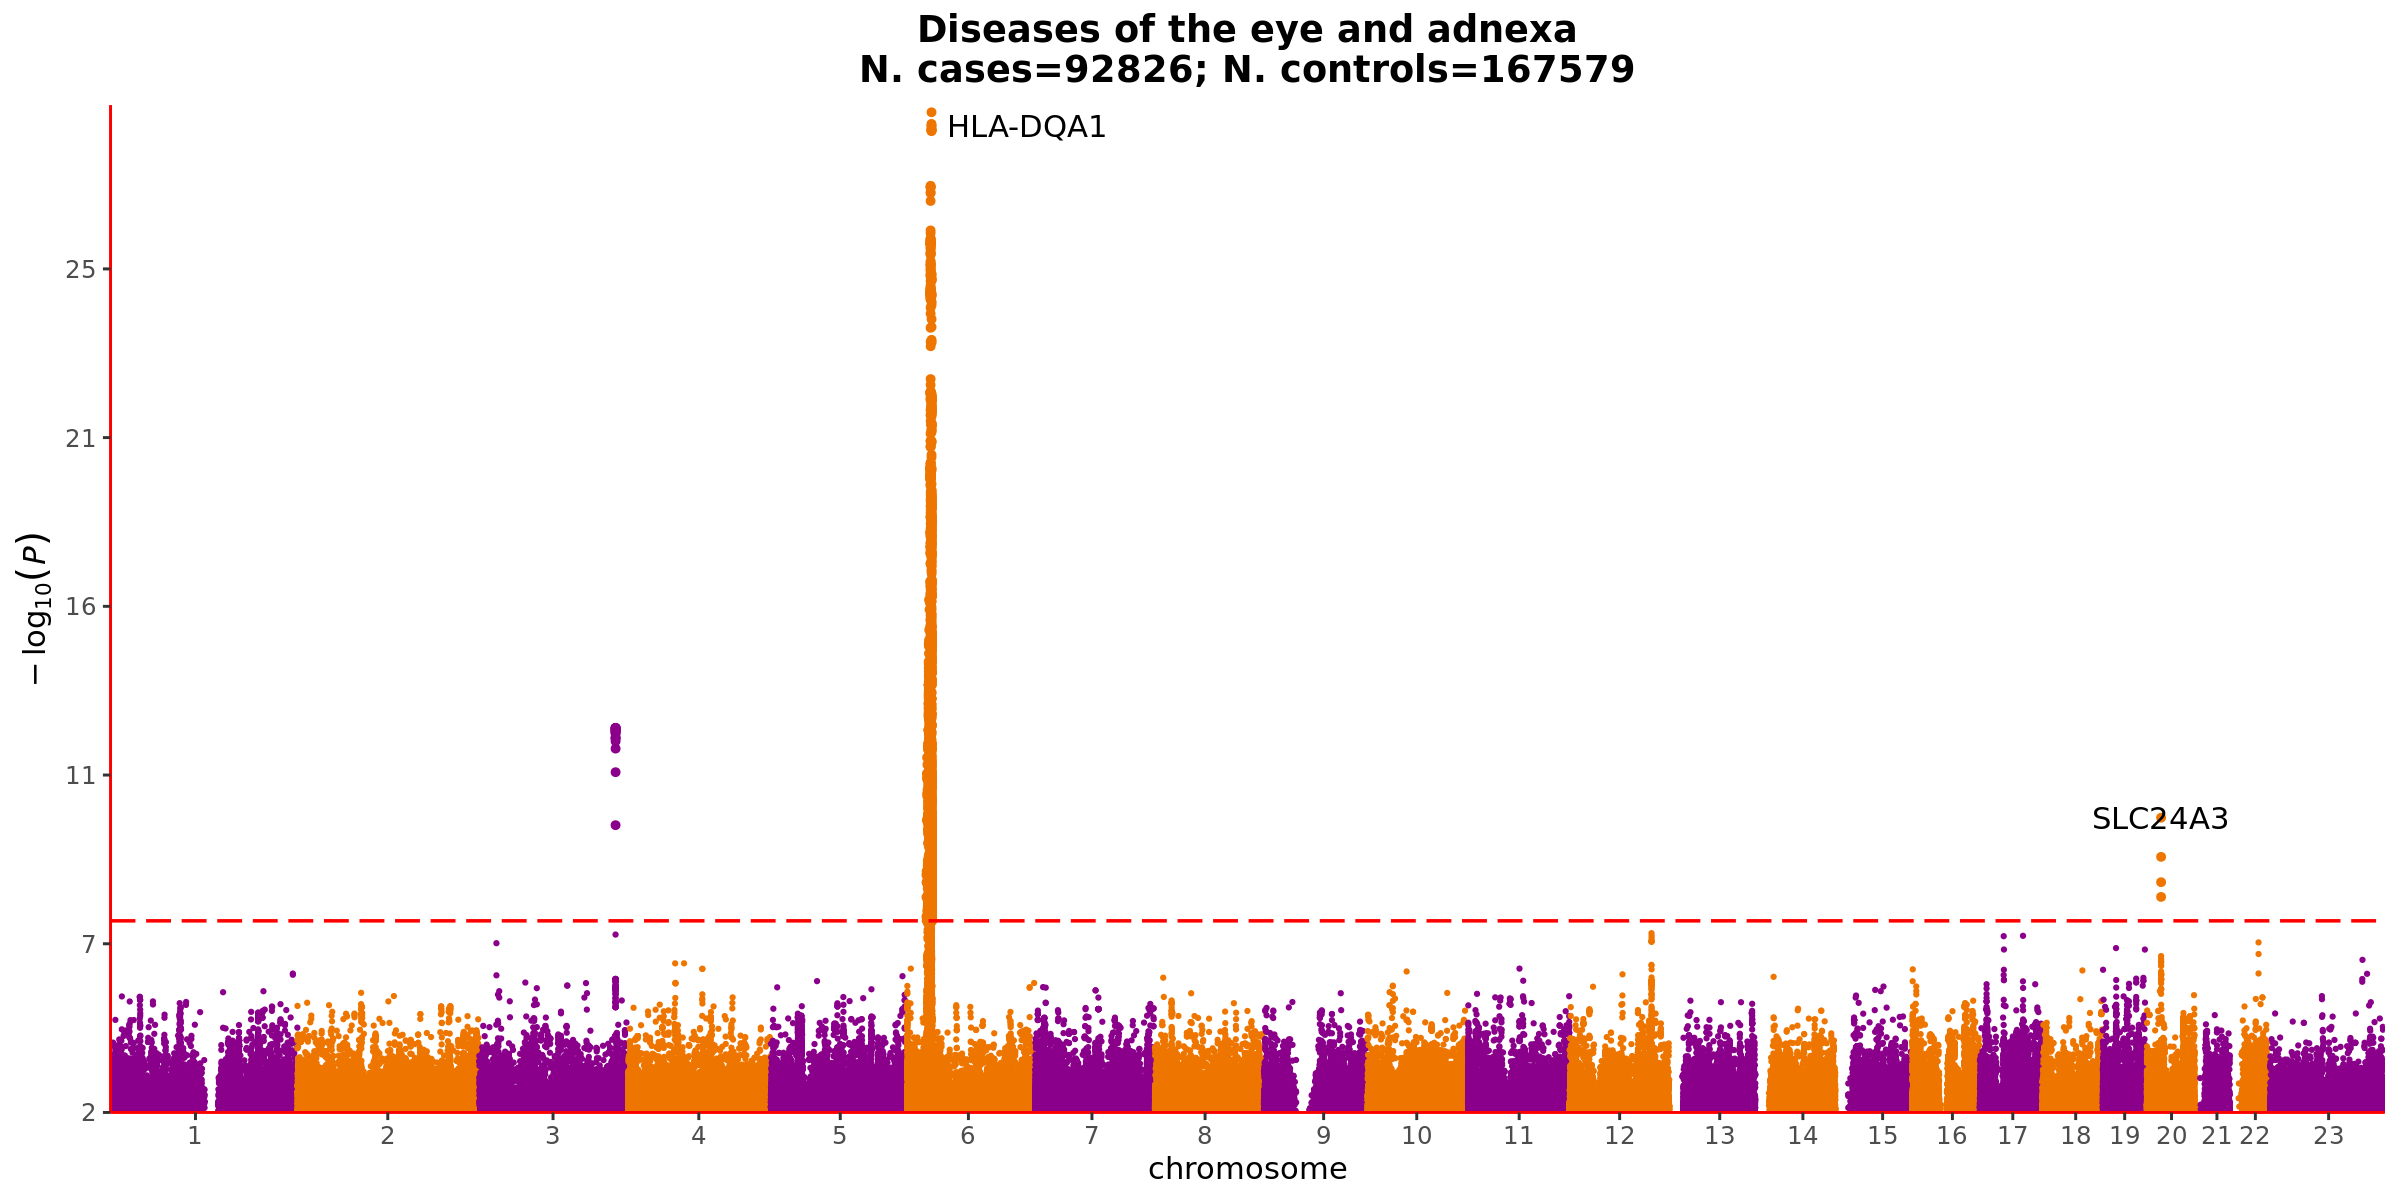 Diseases of the eye and adnexa
N. cases=92826; N. controls=167579
HLA-DQA1
25
21
16
− log10(P)
11
SLC24A3
7
2
1 2 3 4 5 6 7 8 9 10 11 12 13 14 15 16 17 18 19 20 21 22 23
chromosome